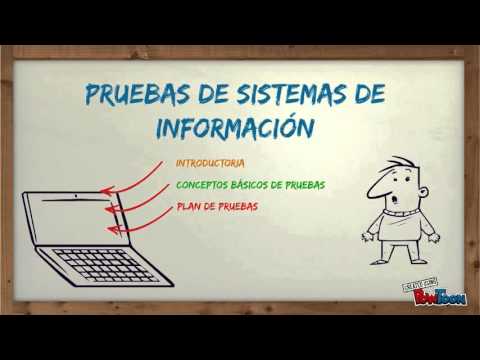 PRUEBAS DE SISTEMAS DE
INFORMACIÓN
INTRODUCTORIA
CONCEPTOS BÁSICOS DE PRUEBAS
PLAN DE PRUEBAS
CREATED USING
POWTOON